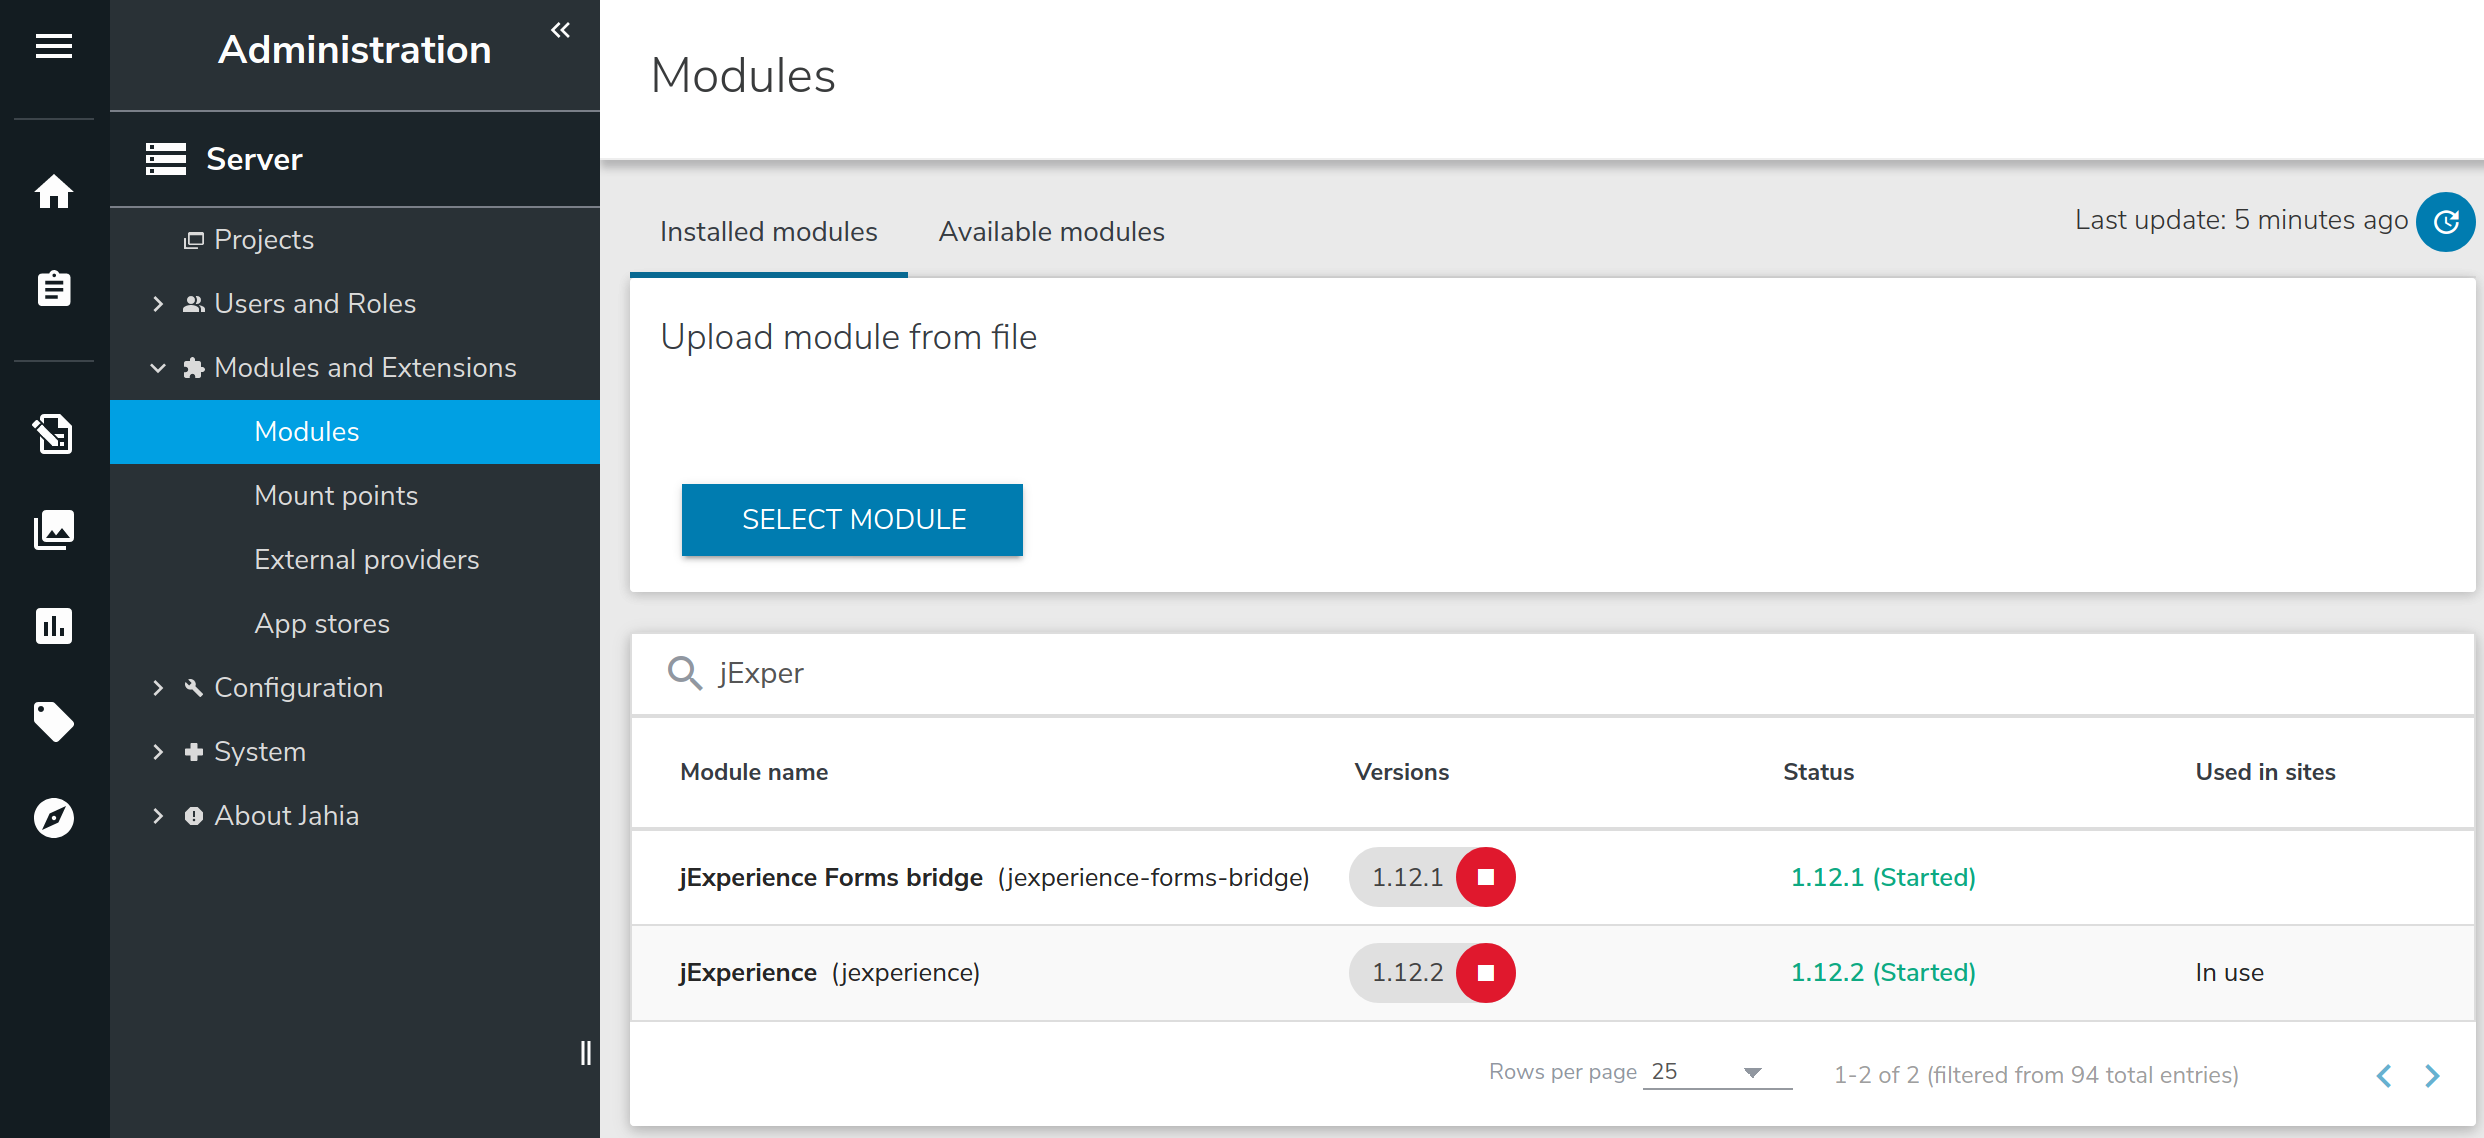 Administration
Server
Projects
Users and Roles
Modules and Extensions
Modules
Mount points
External providers
App stores
Configuration
System
About Jahia
Modules
Installed modules Available modules
Last update: 5 minutes ago
Upload module from file
SELECT MODULE
jExper
Module name Versions Status Used in sites
jExperience Forms bridge (jexperience-forms-bridge) 1.12.1 1.12.1 (Started)
jExperience (jexperience) 1.12.2 1.12.2 (Started) In use
Rows per page 25 1-2 of 2 (filtered from 94 total entries)